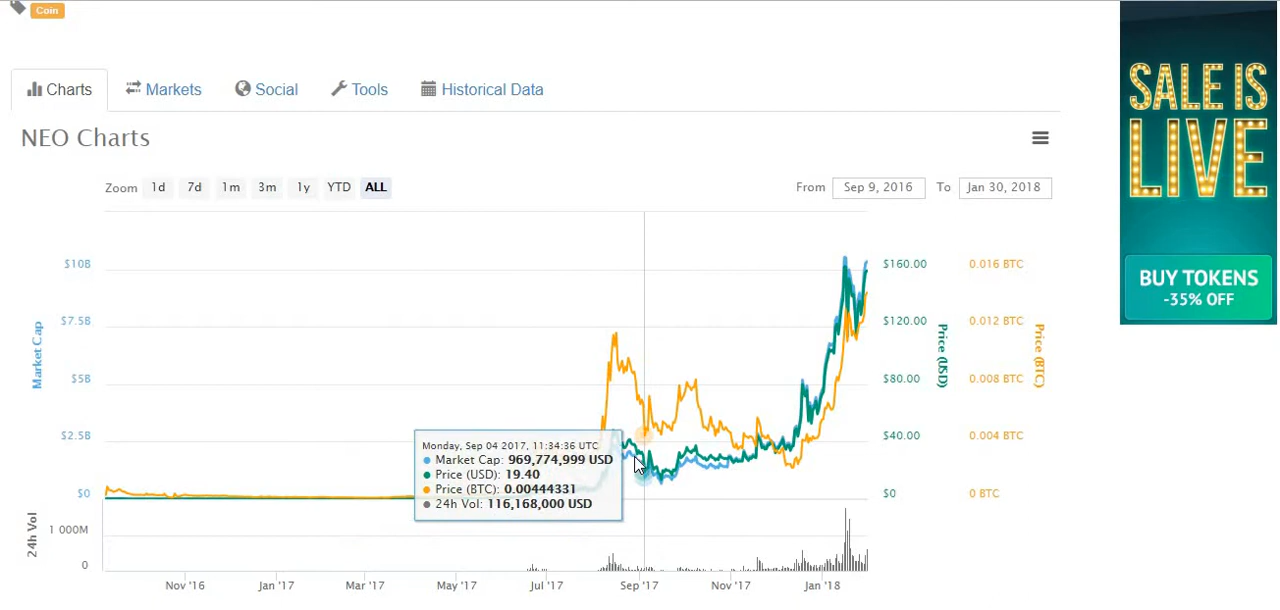 Coin
Charts Markets Social Tools Historical Data
NEO Charts
Zoom 1d 7d 1m 3m 1y YTD ALL From Sep 9, 2016 To Jan 30, 2018
$10B $160.00 0.016 BTC
$7.5B $120.00 0.012 BTC
$5B $80.00 0.008 BTC
$2.5B $40.00 0.004 BTC
$0 $0 0 BTC
Market Cap
Price (USD)
Price (BTC)
Monday, Sep 04 2017, 11:34:36 UTC
Market Cap: 969,774,999 USD
Price (USD): 19.40
Price (BTC): 0.00444331
24h Vol: 116,168,000 USD
24h Vol
1 000M
0
Nov '16 Jan '17 Mar '17 May '17 Jul '17 Sep '17 Nov '17 Jan '18
SALE IS
LIVE
BUY TOKENS
-35% OFF